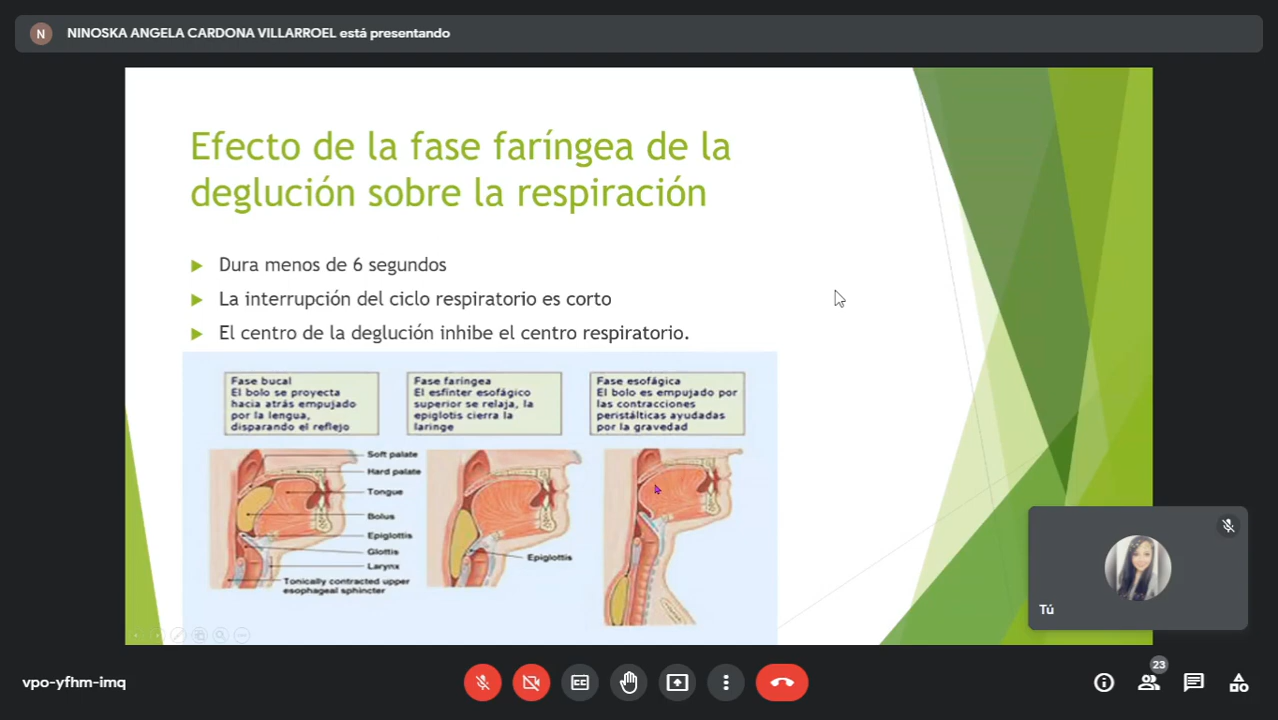 N
NINOSKA ANGELA CARDONA VILLARROEL está presentando
Efecto de la fase faríngea de la
deglución sobre la respiración
Dura menos de 6 segundos
La interrupción del ciclo respiratorio es corto
El centro de la deglución inhibe el centro respiratorio.
Fase bucal
El bolo se proyecta
hacia atrás empujado
por la lengua,
disparando el reflejo
Fase faríngea
El esfínter esofágico
superior se relaja, la
epiglotis cierra la
laringe
Fase esofágica
El bolo es empujado por
las contracciones
peristálticas ayudadas
por la gravedad
Soft palate
Hard palate
Tongue
Bolus
Epiglottis
Glottis
Larynx
Tonically contracted upper
esophageal sphincter
Epiglottis
Tú
vpo-yfhm-imq
CC
23